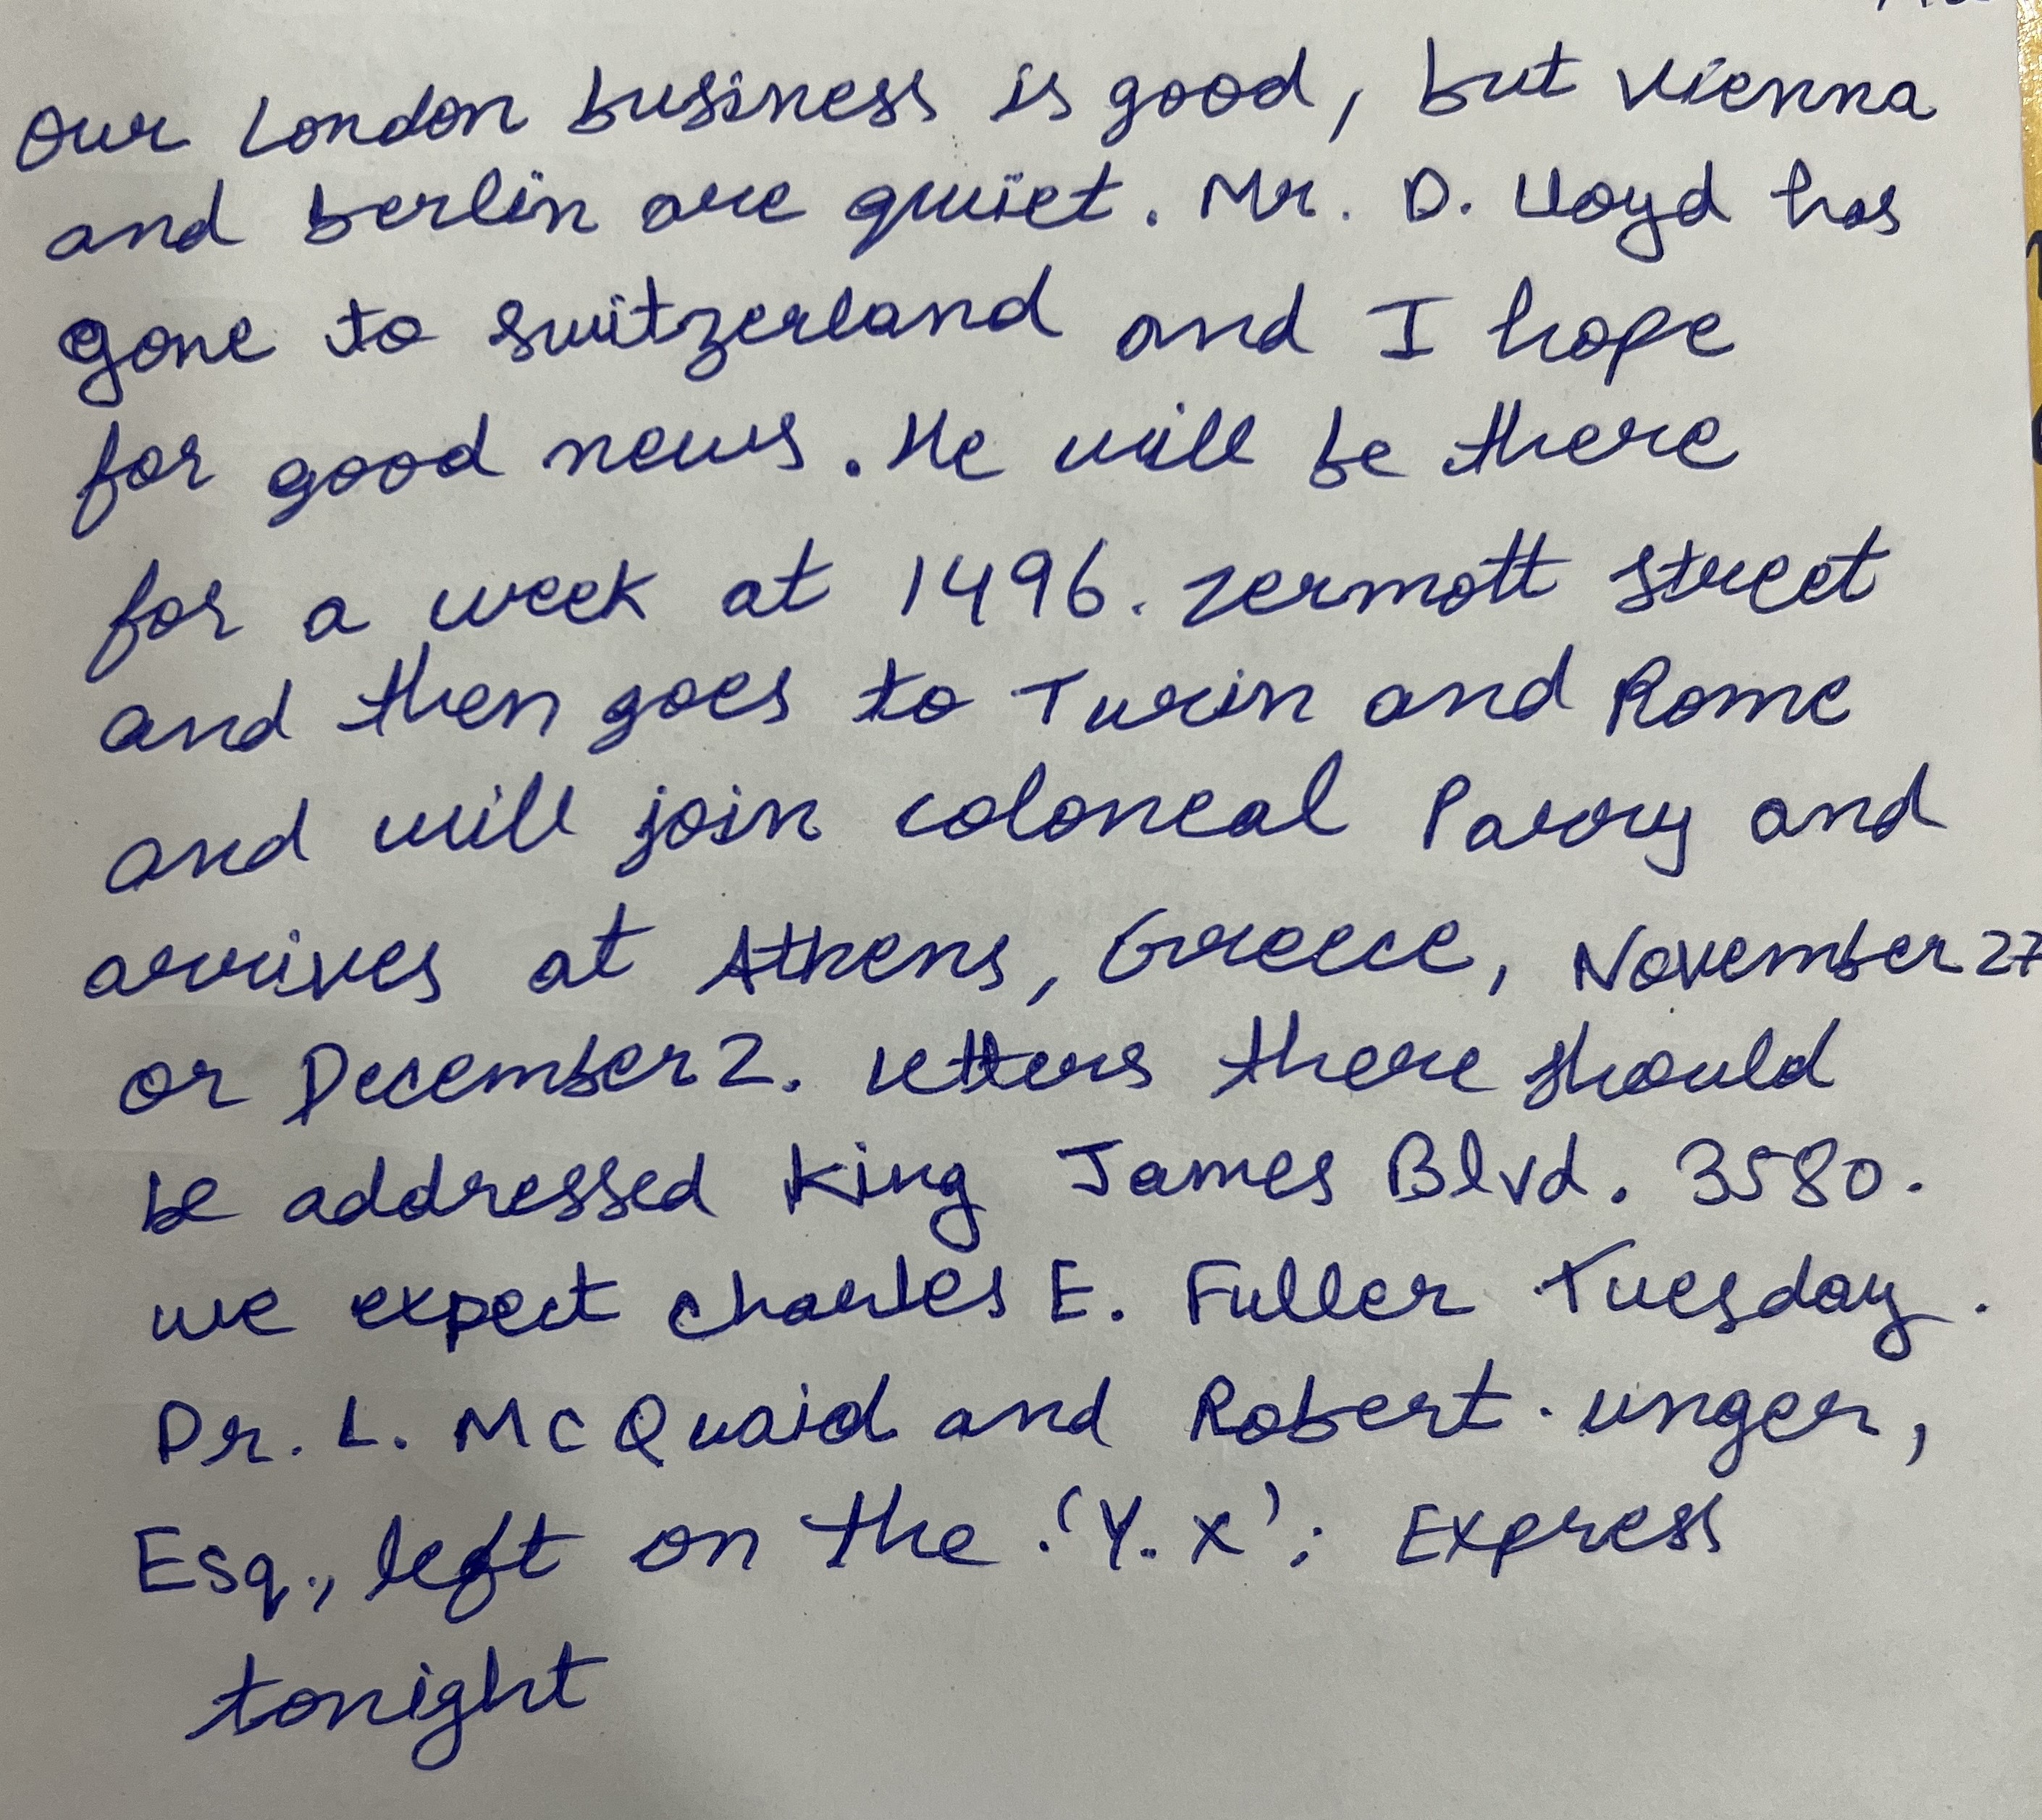 Our London business is good, but Vienna
and berlin are quiet. Mr. D. Lloyd has
gone to switzerland and I hope
for good news. He will be there
for a week at 1496. zermott street
and then goes to Turin and Rome
and will join coloneal Parry and
arrives at Athens, Greece, November 27
or December 2. Letters there should
be addressed King James Blvd. 3580.
we expect charles E. Fuller Tuesday.
Dr. L. McQuaid and Robert. unger,
Esq., left on the. 'Y. X'; Express
tonight